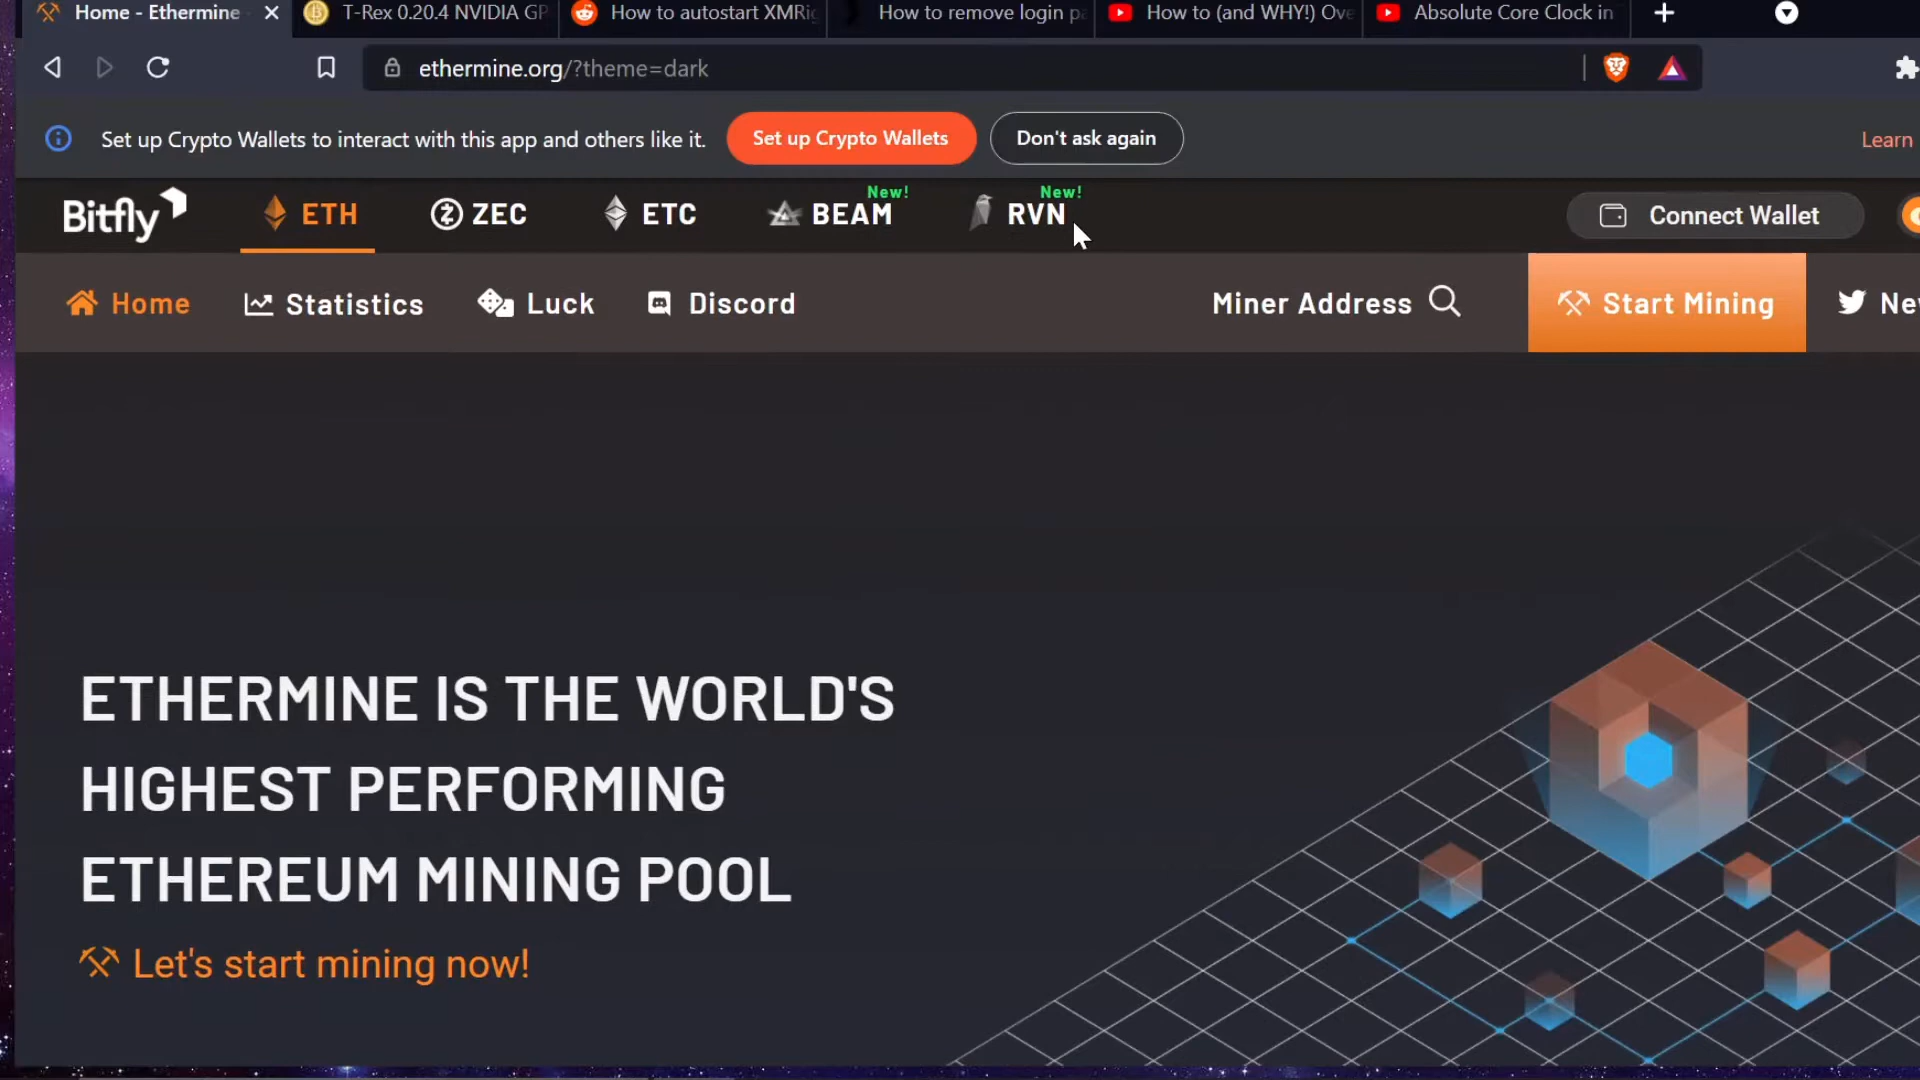 Home - Ethermine
T-Rex 0.20.4 NVIDIA GP
How to autostart XMRig
How to remove login pa
How to (and WHY!) Ove
Absolute Core Clock in
ethermine.org/?theme=dark
Set up Crypto Wallets to interact with this app and others like it.
Set up Crypto Wallets
Don't ask again
Learn
Bitfly
ETH
ZEC
ETC
BEAM
New!
RVN
New!
Connect Wallet
Home
Statistics
Luck
Discord
Miner Address
Start Mining
New
ETHERMINE IS THE WORLD'S
HIGHEST PERFORMING
ETHEREUM MINING POOL
Let's start mining now!